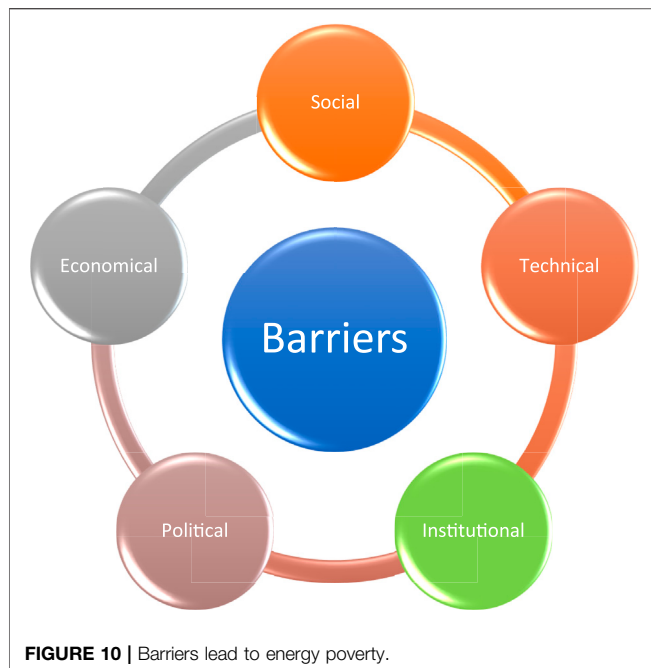 Social
Technical
Economical
Barriers
Political
Institutional
FIGURE 10 | Barriers lead to energy poverty.